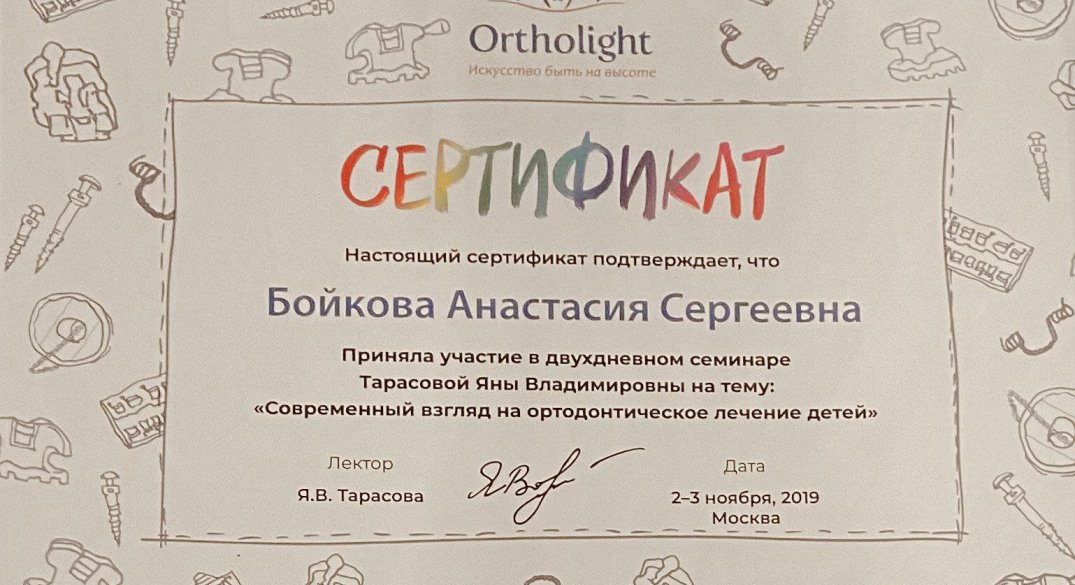 Ortholight
Искусство быть на высоте
СЕРТИФИКАТ
Настоящий сертификат подтверждает, что
Бойкова Анастасия Сергеевна
Приняла участие в двухдневном семинаре
Тарасовой Яны Владимировны на тему:
«Современный взгляд на ортодонтическое лечение детей»
Лектор
Я.В. Тарасова
Дата
2–3 ноября, 2019
Москва